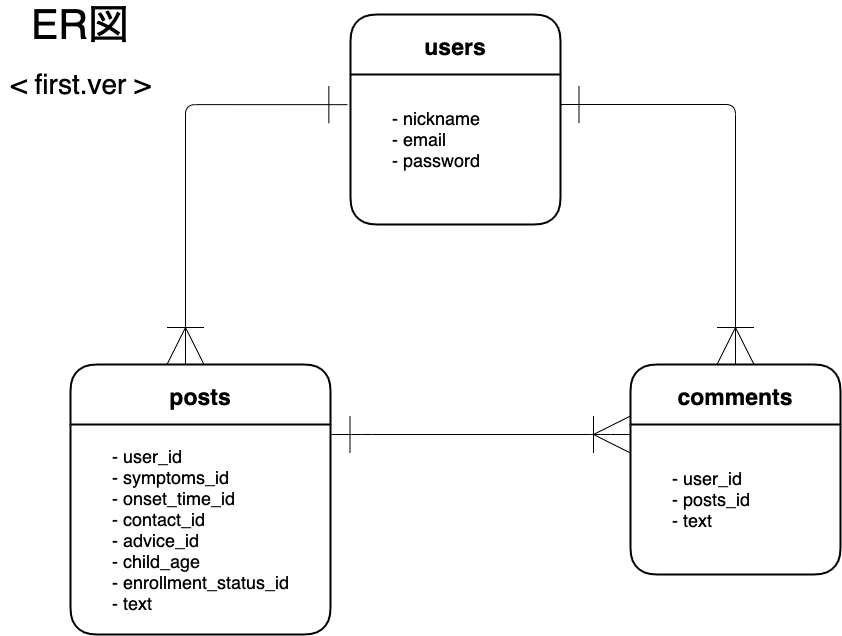 ER図
< first.ver >
users
- nickname
- email
- password
posts
- user_id
- symptoms_id
- onset_time_id
- contact_id
- advice_id
- child_age
- enrollment_status_id
- text
comments
- user_id
- posts_id
- text